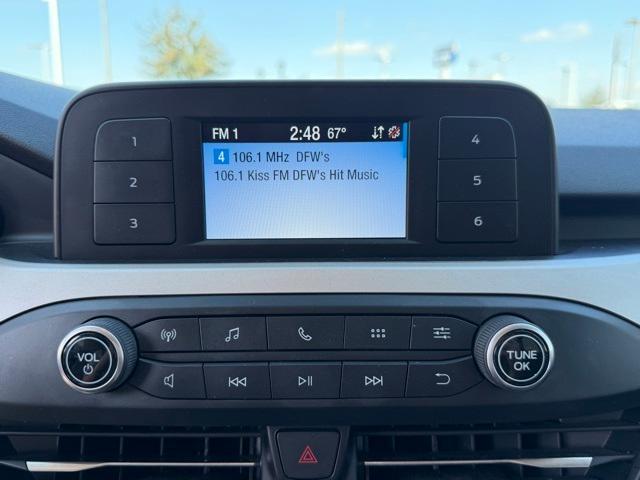 FM 1 2:48 67°
4 106.1 MHz DFW's
106.1 Kiss FM DFW's Hit Music
1
2
3
4
5
6
VOL
TUNE
OK